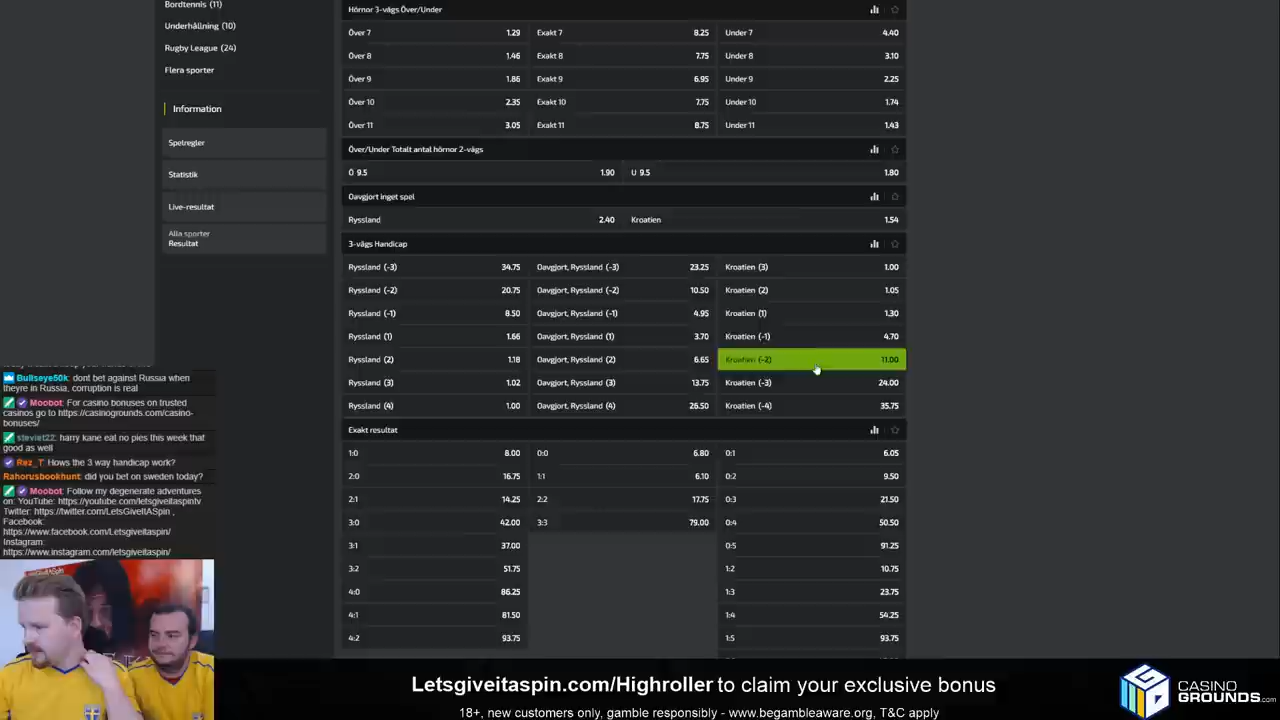 Bordtennis (11)
Underhållning (10)
Rugby League (24)
Flera sporter
Information
Spelregler
Statistik
Live-resultat
Alla sporter
Resultat
Hörnor 3-vägs Över/Under
Över 7 1.29 Exakt 7 8.25 Under 7 4.40
Över 8 1.46 Exakt 8 7.75 Under 8 3.10
Över 9 1.86 Exakt 9 6.95 Under 9 2.25
Över 10 2.35 Exakt 10 7.75 Under 10 1.74
Över 11 3.05 Exakt 11 8.75 Under 11 1.43
Över/Under Totalt antal hörnor 2-vägs
Ö 9.5 1.90 U 9.5 1.80
Oavgjort inget spel
Ryssland 2.40 Kroatien 1.54
3-vägs Handicap
Ryssland (-3) 34.75 Oavgjort, Ryssland (-3) 23.25 Kroatien (3) 1.00
Ryssland (-2) 20.75 Oavgjort, Ryssland (-2) 10.50 Kroatien (2) 1.05
Ryssland (-1) 8.50 Oavgjort, Ryssland (-1) 4.95 Kroatien (1) 1.30
Ryssland (1) 1.66 Oavgjort, Ryssland (1) 3.70 Kroatien (-1) 4.70
Ryssland (2) 1.18 Oavgjort, Ryssland (2) 6.65 Kroatien (-2) 11.00
Ryssland (3) 1.02 Oavgjort, Ryssland (3) 13.75 Kroatien (-3) 24.00
Ryssland (4) 1.00 Oavgjort, Ryssland (4) 26.50 Kroatien (-4) 35.75
Exakt resultat
1:0 8.00 0:0 6.80 0:1 6.05
2:0 16.75 1:1 6.10 0:2 9.50
2:1 14.25 2:2 17.75 0:3 21.50
3:0 42.00 3:3 79.00 0:4 50.50
3:1 37.00 0:5 91.25
3:2 51.75 1:2 10.75
4:0 86.25 1:3 23.75
4:1 81.50 1:4 54.25
4:2 93.75 1:5 93.75
Bullseye50k: dont bet against Russia when
theyre in Russia, corruption is real
Moobot: For casino bonuses on trusted
casinos go to https://casinogrounds.com/casino-
bonuses/
steviet22: harry kane eat no pies this week that
good as well
Rez_T: Hows the 3 way handicap work?
Rahorusbookhunt: did you bet on sweden today?
Moobot: Follow my degenerate adventures
on: YouTube: https://youtube.com/letsgiveitaspintv
Twitter: https://twitter.com/LetsGiveItASpin ,
Facebook:
https://www.facebook.com/Letsgiveitaspin/
Instagram:
https://www.instagram.com/letsgiveitaspin/
Letsgiveitaspin.com/Highroller to claim your exclusive bonus
18+, new customers only, gamble responsibly - www.begambleaware.org, T&C apply
CASINO
GROUNDS.COM